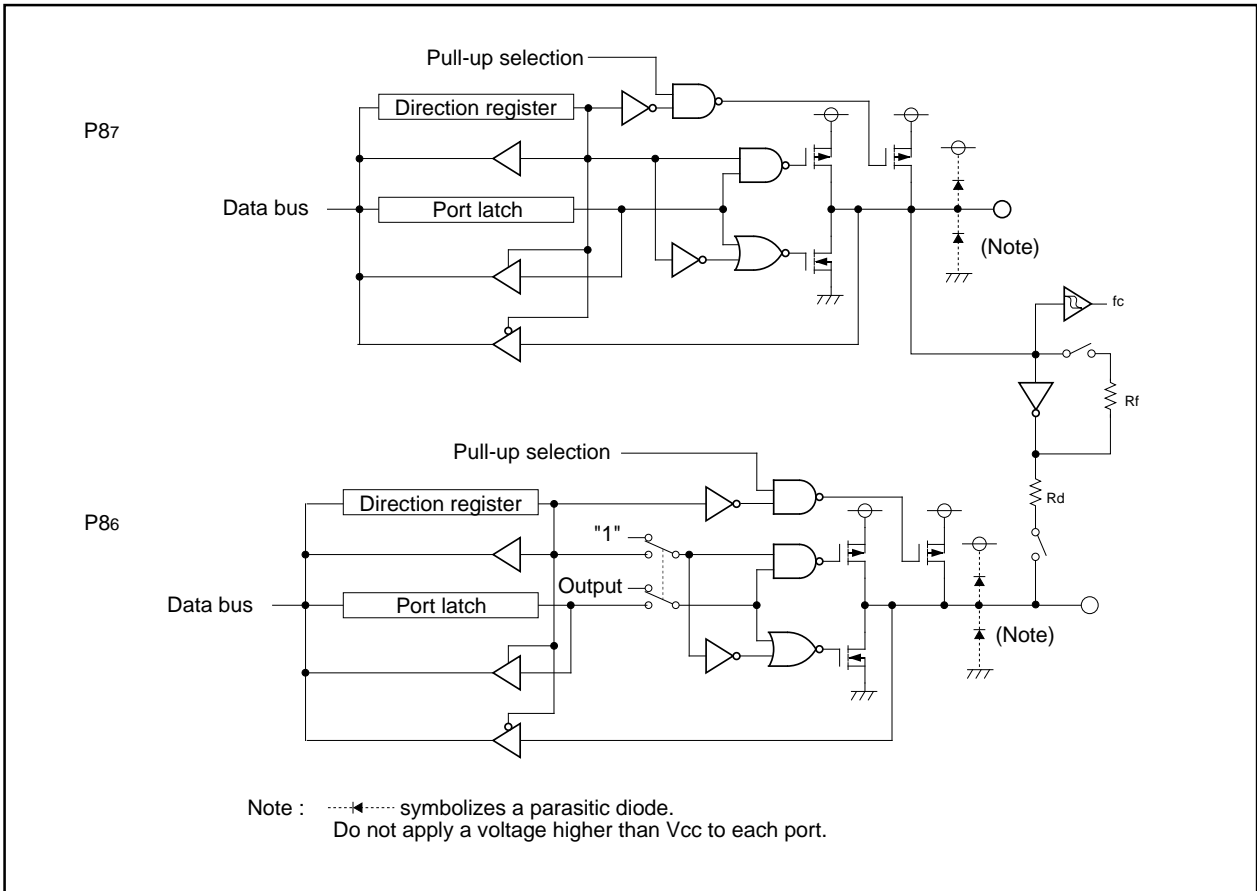 Pull-up selection
Direction register
P87
Data bus
Port latch
(Note)
fc
Rf
Pull-up selection
Rd
Direction register
P86
"1"
Output
Data bus
Port latch
(Note)
Note : symbolizes a parasitic diode.
Do not apply a voltage higher than Vcc to each port.